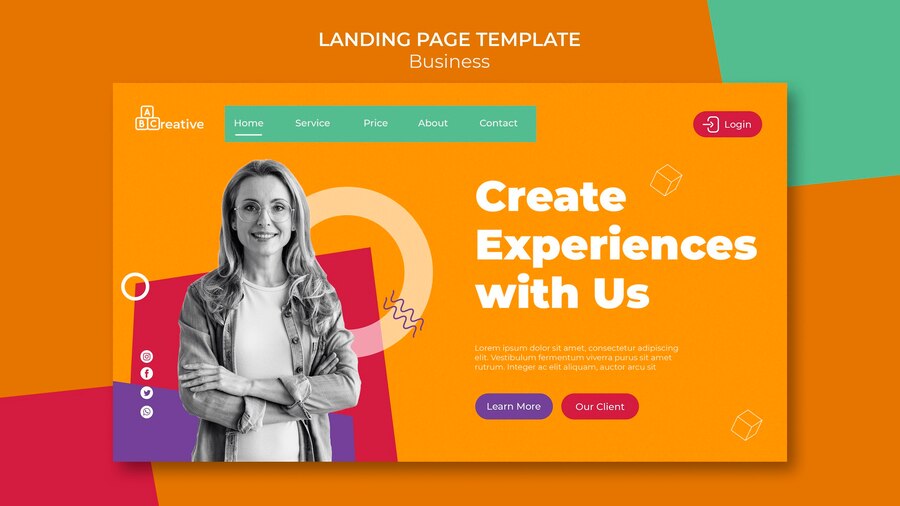 LANDING PAGE TEMPLATE
Business
A
BCreative
Home Service Price About Contact
Login
Create
Experiences
with Us
Lorem ipsum dolor sit amet, consectetur adipiscing
elit. Vestibulum fermentum viverra purus sit amet
rutrum. Integer ac elit aliquam, auctor arcu sit
Learn More
Our Client